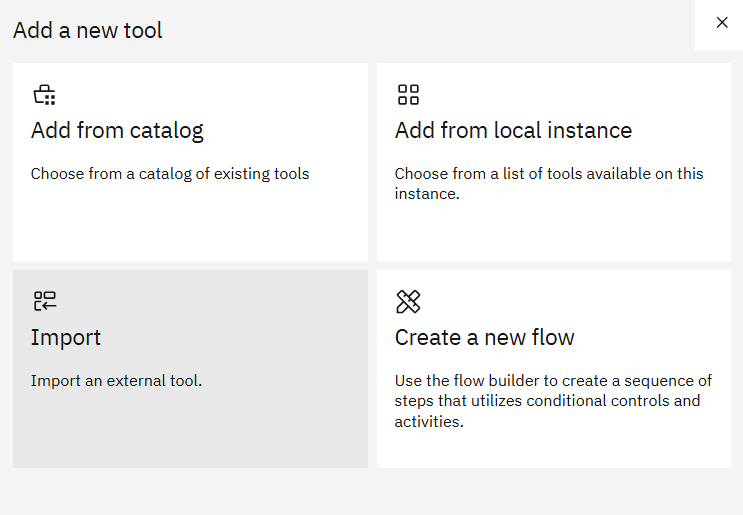 Add a new tool
Add from catalog
Choose from a catalog of existing tools
Add from local instance
Choose from a list of tools available on this
instance.
Import
Import an external tool.
Create a new flow
Use the flow builder to create a sequence of
steps that utilizes conditional controls and
activities.